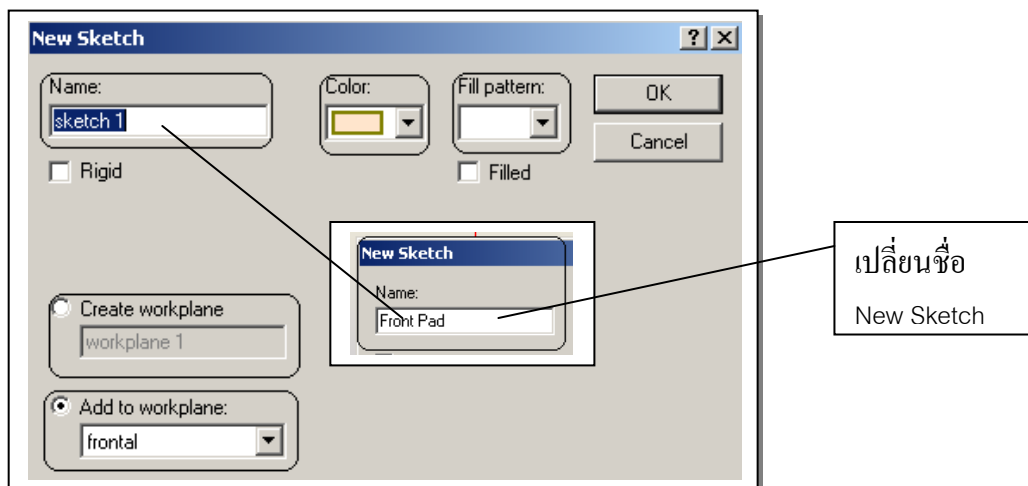 New Sketch
Name:
Color:
Fill pattern:
OK
sketch 1
Cancel
Rigid
Filled
New Sketch
Name:
Front Pad
เปลี่ยนชื่อ
New Sketch
Create workplane
workplane 1
Add to workplane:
frontal